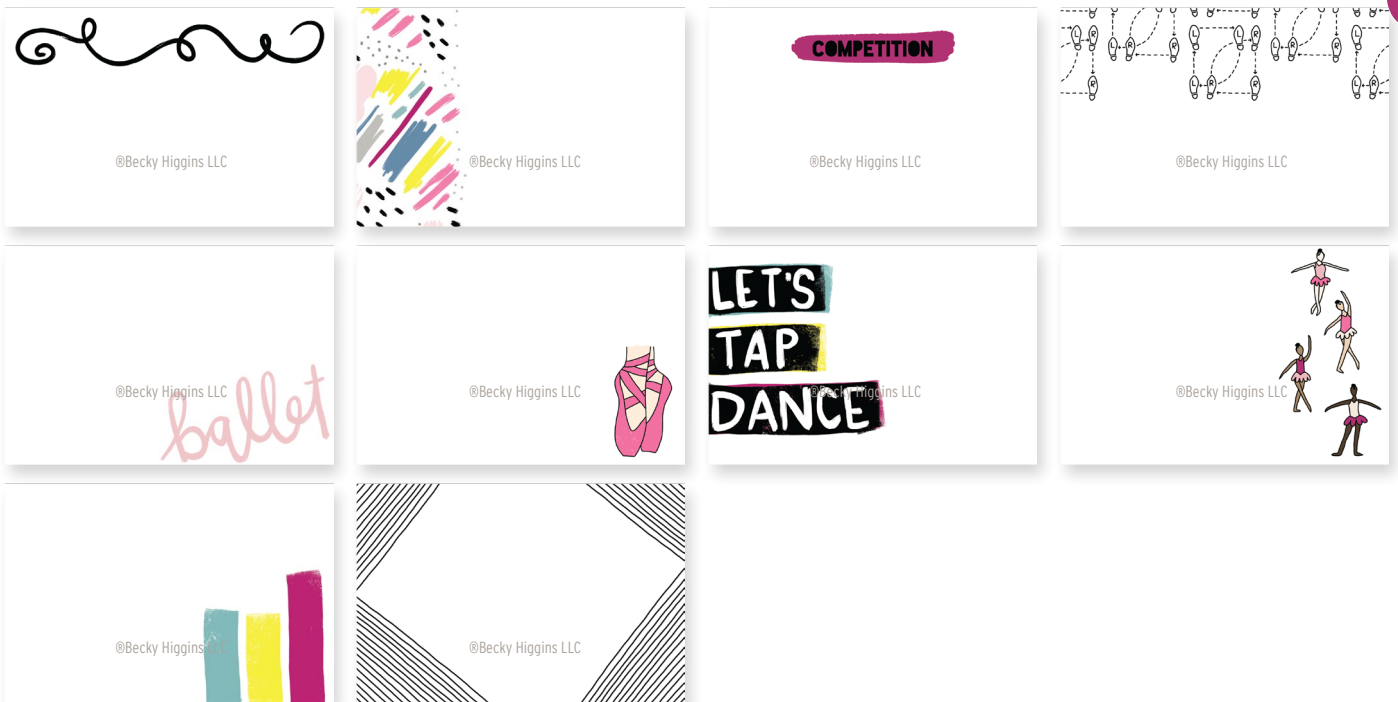 ®Becky Higgins LLC
®Becky Higgins LLC
COMPETITION
®Becky Higgins LLC
L R L R L
L R R L R R
R L R R L R
®Becky Higgins LLC
®Becky Higgins LLC
ballet
®Becky Higgins LLC
LET'S
TAP
DANCE
®Becky Higgins LLC
®Becky Higgins LLC
®Becky Higgins LLC
®Becky Higgins LLC